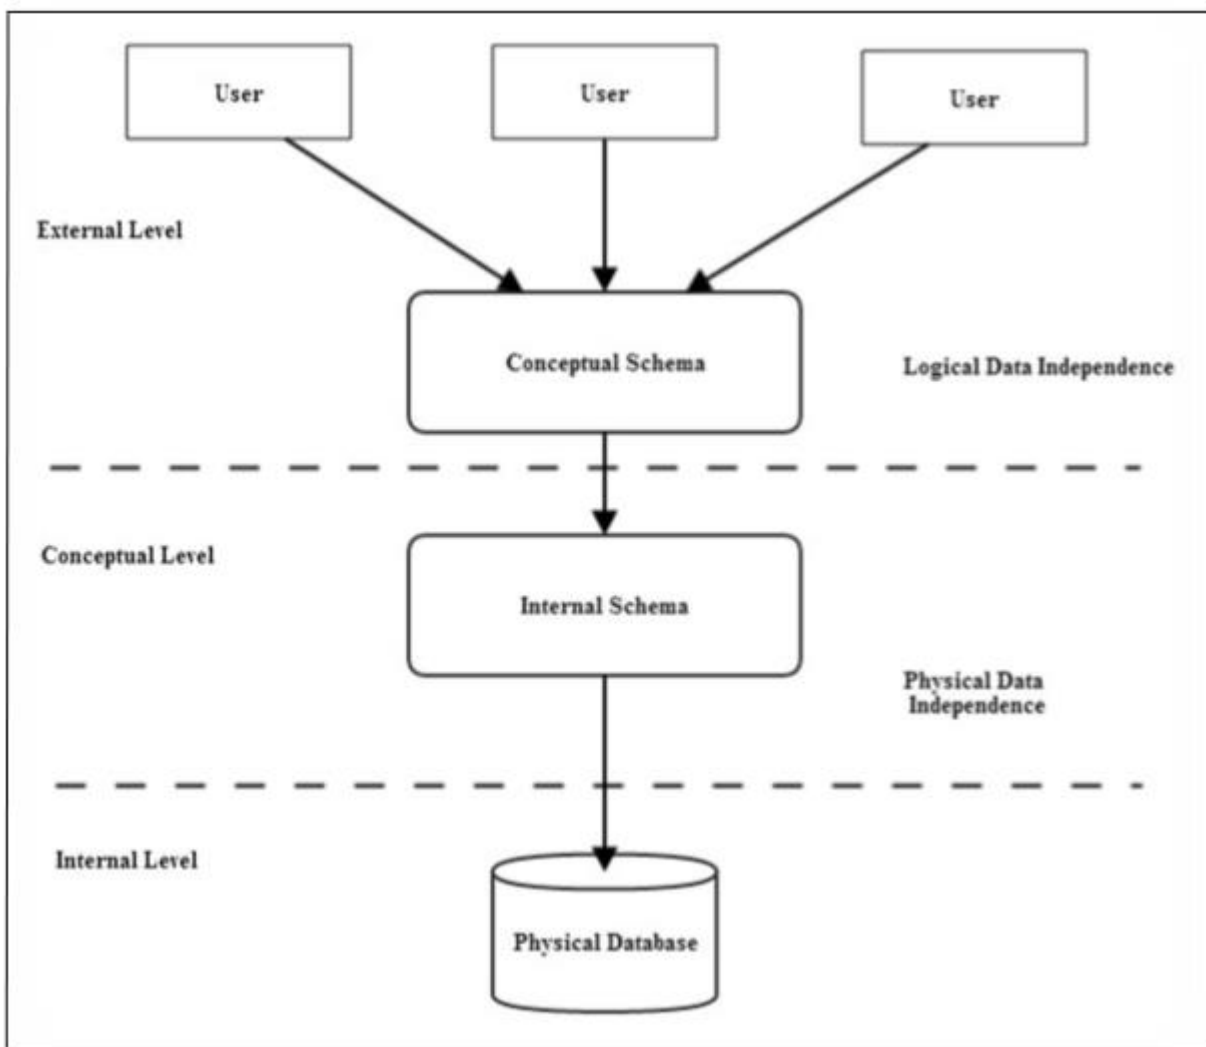 User
User
User
External Level
Conceptual Schema
Logical Data Independence
Conceptual Level
Internal Schema
Physical Data
Independence
Internal Level
Physical Database